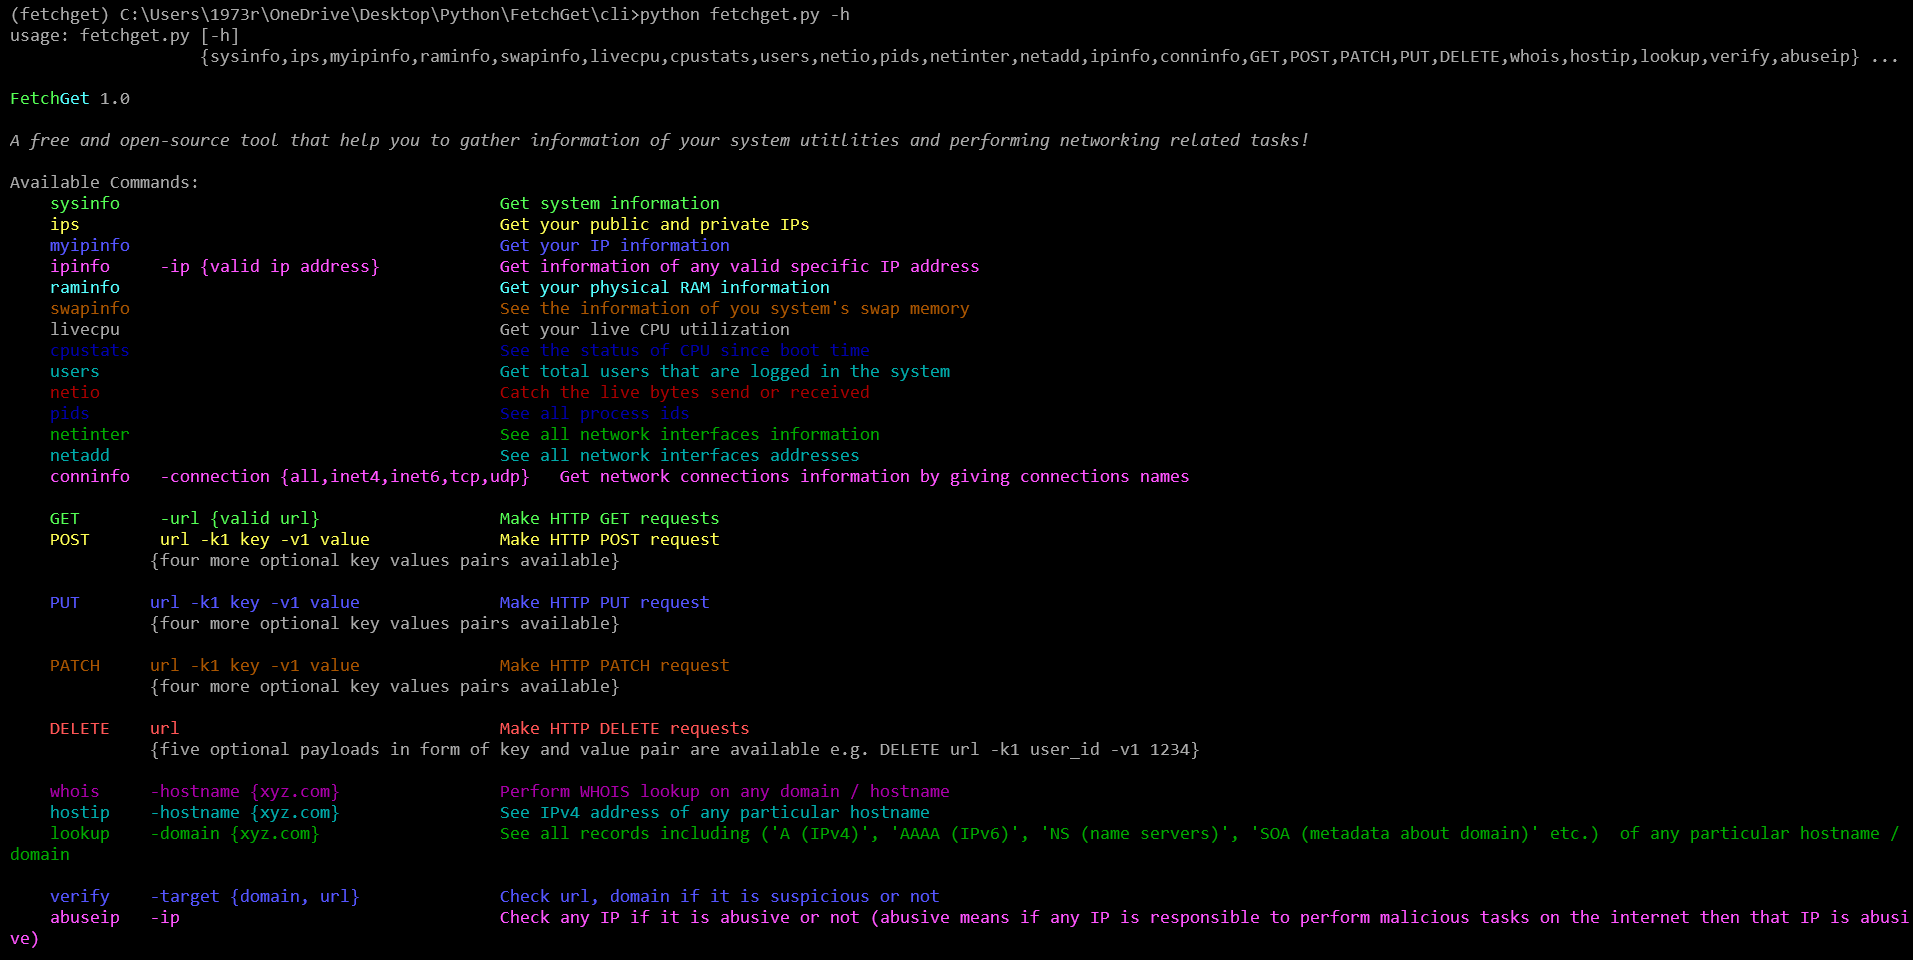 (fetchget) C:\Users\1973r\OneDrive\Desktop\Python\FetchGet\cli>python fetchget.py -h
usage: fetchget.py [-h]
{sysinfo,ips,myipinfo,raminfo,swapinfo,livecpu,cpustats,users,netio,pids,netinter,netadd,ipinfo,conninfo,GET,POST,PATCH,PUT,DELETE,whois,hostip,lookup,verify,abuseip} ...
FetchGet 1.0
A free and open-source tool that help you to gather information of your system utitlities and performing networking related tasks!
Available Commands:
sysinfo Get system information
ips Get your public and private IPs
myipinfo Get your IP information
ipinfo -ip {valid ip address} Get information of any valid specific IP address
raminfo Get your physical RAM information
swapinfo See the information of you system's swap memory
livecpu Get your live CPU utilization
cpustats See the status of CPU since boot time
users Get total users that are logged in the system
netio Catch the live bytes send or received
pids See all process ids
netinter See all network interfaces information
netadd See all network interfaces addresses
conninfo -connection {all,inet4,inet6,tcp,udp} Get network connections information by giving connections names
GET -url {valid url} Make HTTP GET requests
POST url -k1 key -v1 value Make HTTP POST request
{four more optional key values pairs available}
PUT url -k1 key -v1 value Make HTTP PUT request
{four more optional key values pairs available}
PATCH url -k1 key -v1 value Make HTTP PATCH request
{four more optional key values pairs available}
DELETE url Make HTTP DELETE requests
{five optional payloads in form of key and value pair are available e.g. DELETE url -k1 user_id -v1 1234}
whois -hostname {xyz.com} Perform WHOIS lookup on any domain / hostname
hostip -hostname {xyz.com} See IPv4 address of any particular hostname
lookup -domain {xyz.com} See all records including ('A (IPv4)', 'AAAA (IPv6)', 'NS (name servers)', 'SOA (metadata about domain)' etc.)  of any particular hostname /
domain
verify -target {domain, url} Check url, domain if it is suspicious or not
abuseip -ip Check any IP if it is abusive or not (abusive means if any IP is responsible to perform malicious tasks on the internet then that IP is abusi
ve)